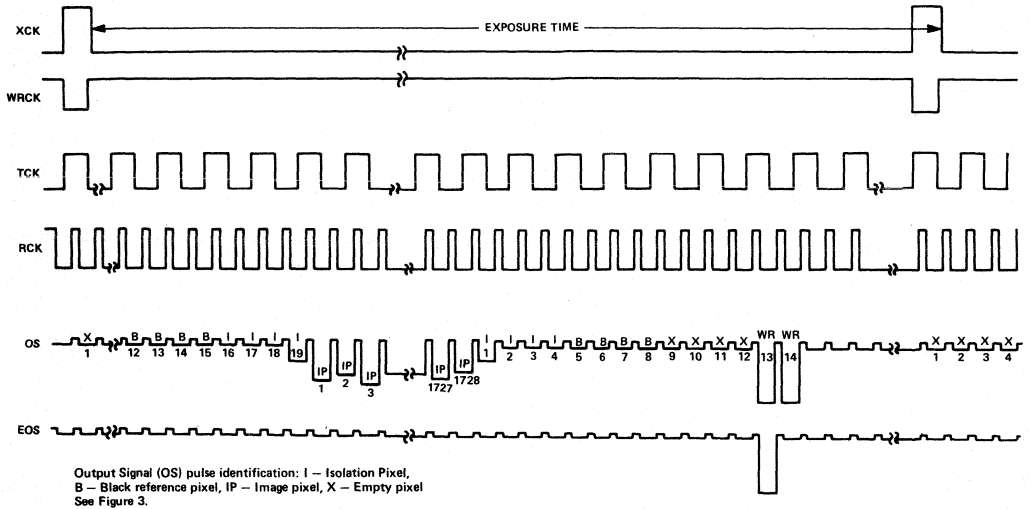 XCK
EXPOSURE TIME
WRCK
TCK
RCK
OS
X B B B B I I I I
1 12 13 14 15 16 17 18 19
IP IP IP
1 2 3
IP IP
1727 1728
I I I I B B B B X X X X WR WR
1 2 3 4 5 6 7 8 9 10 11 12 13 14
X X X X
1 2 3 4
EOS
Output Signal (OS) pulse identification: I – Isolation Pixel,
B – Black reference pixel, IP – Image pixel, X – Empty pixel
See Figure 3.